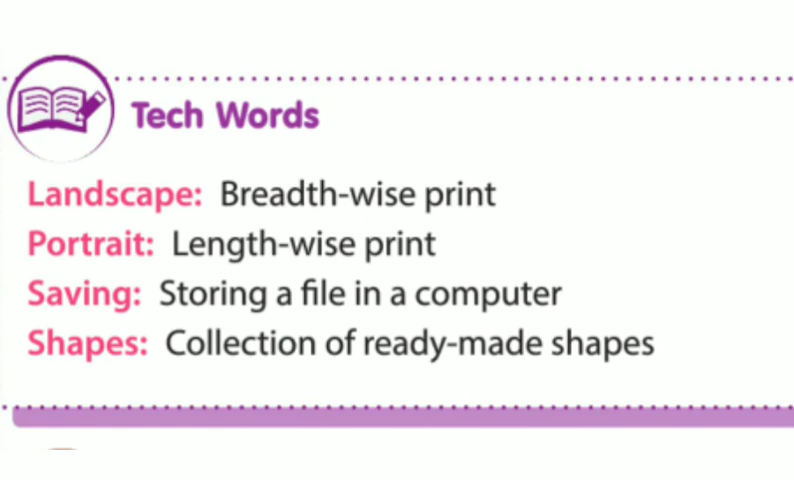 Tech Words
Landscape: Breadth-wise print
Portrait: Length-wise print
Saving: Storing a file in a computer
Shapes: Collection of ready-made shapes